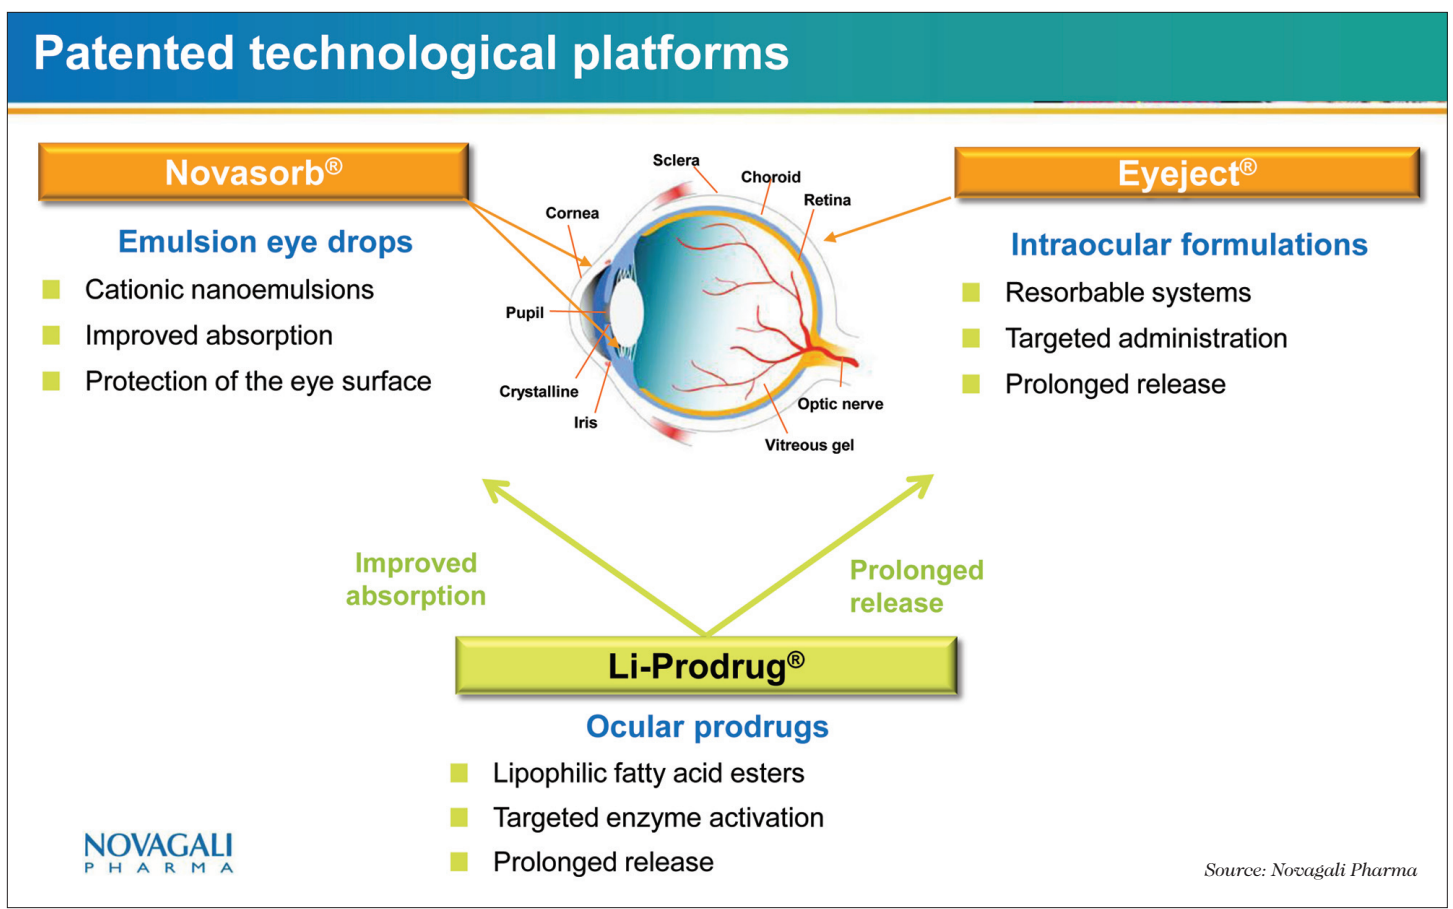 Patented technological platforms
Novasorb®
Emulsion eye drops
Cationic nanoemulsions
Improved absorption
Protection of the eye surface
Sclera
Choroid
Retina
Cornea
Pupil
Crystalline
Iris
Optic nerve
Vitreous gel
Eyeject®
Intraocular formulations
Resorbable systems
Targeted administration
Prolonged release
Improved
absorption
Prolonged
release
Li-Prodrug®
Ocular prodrugs
Lipophilic fatty acid esters
Targeted enzyme activation
Prolonged release
NOVAGALI
PHARMA
Source: Novagali Pharma